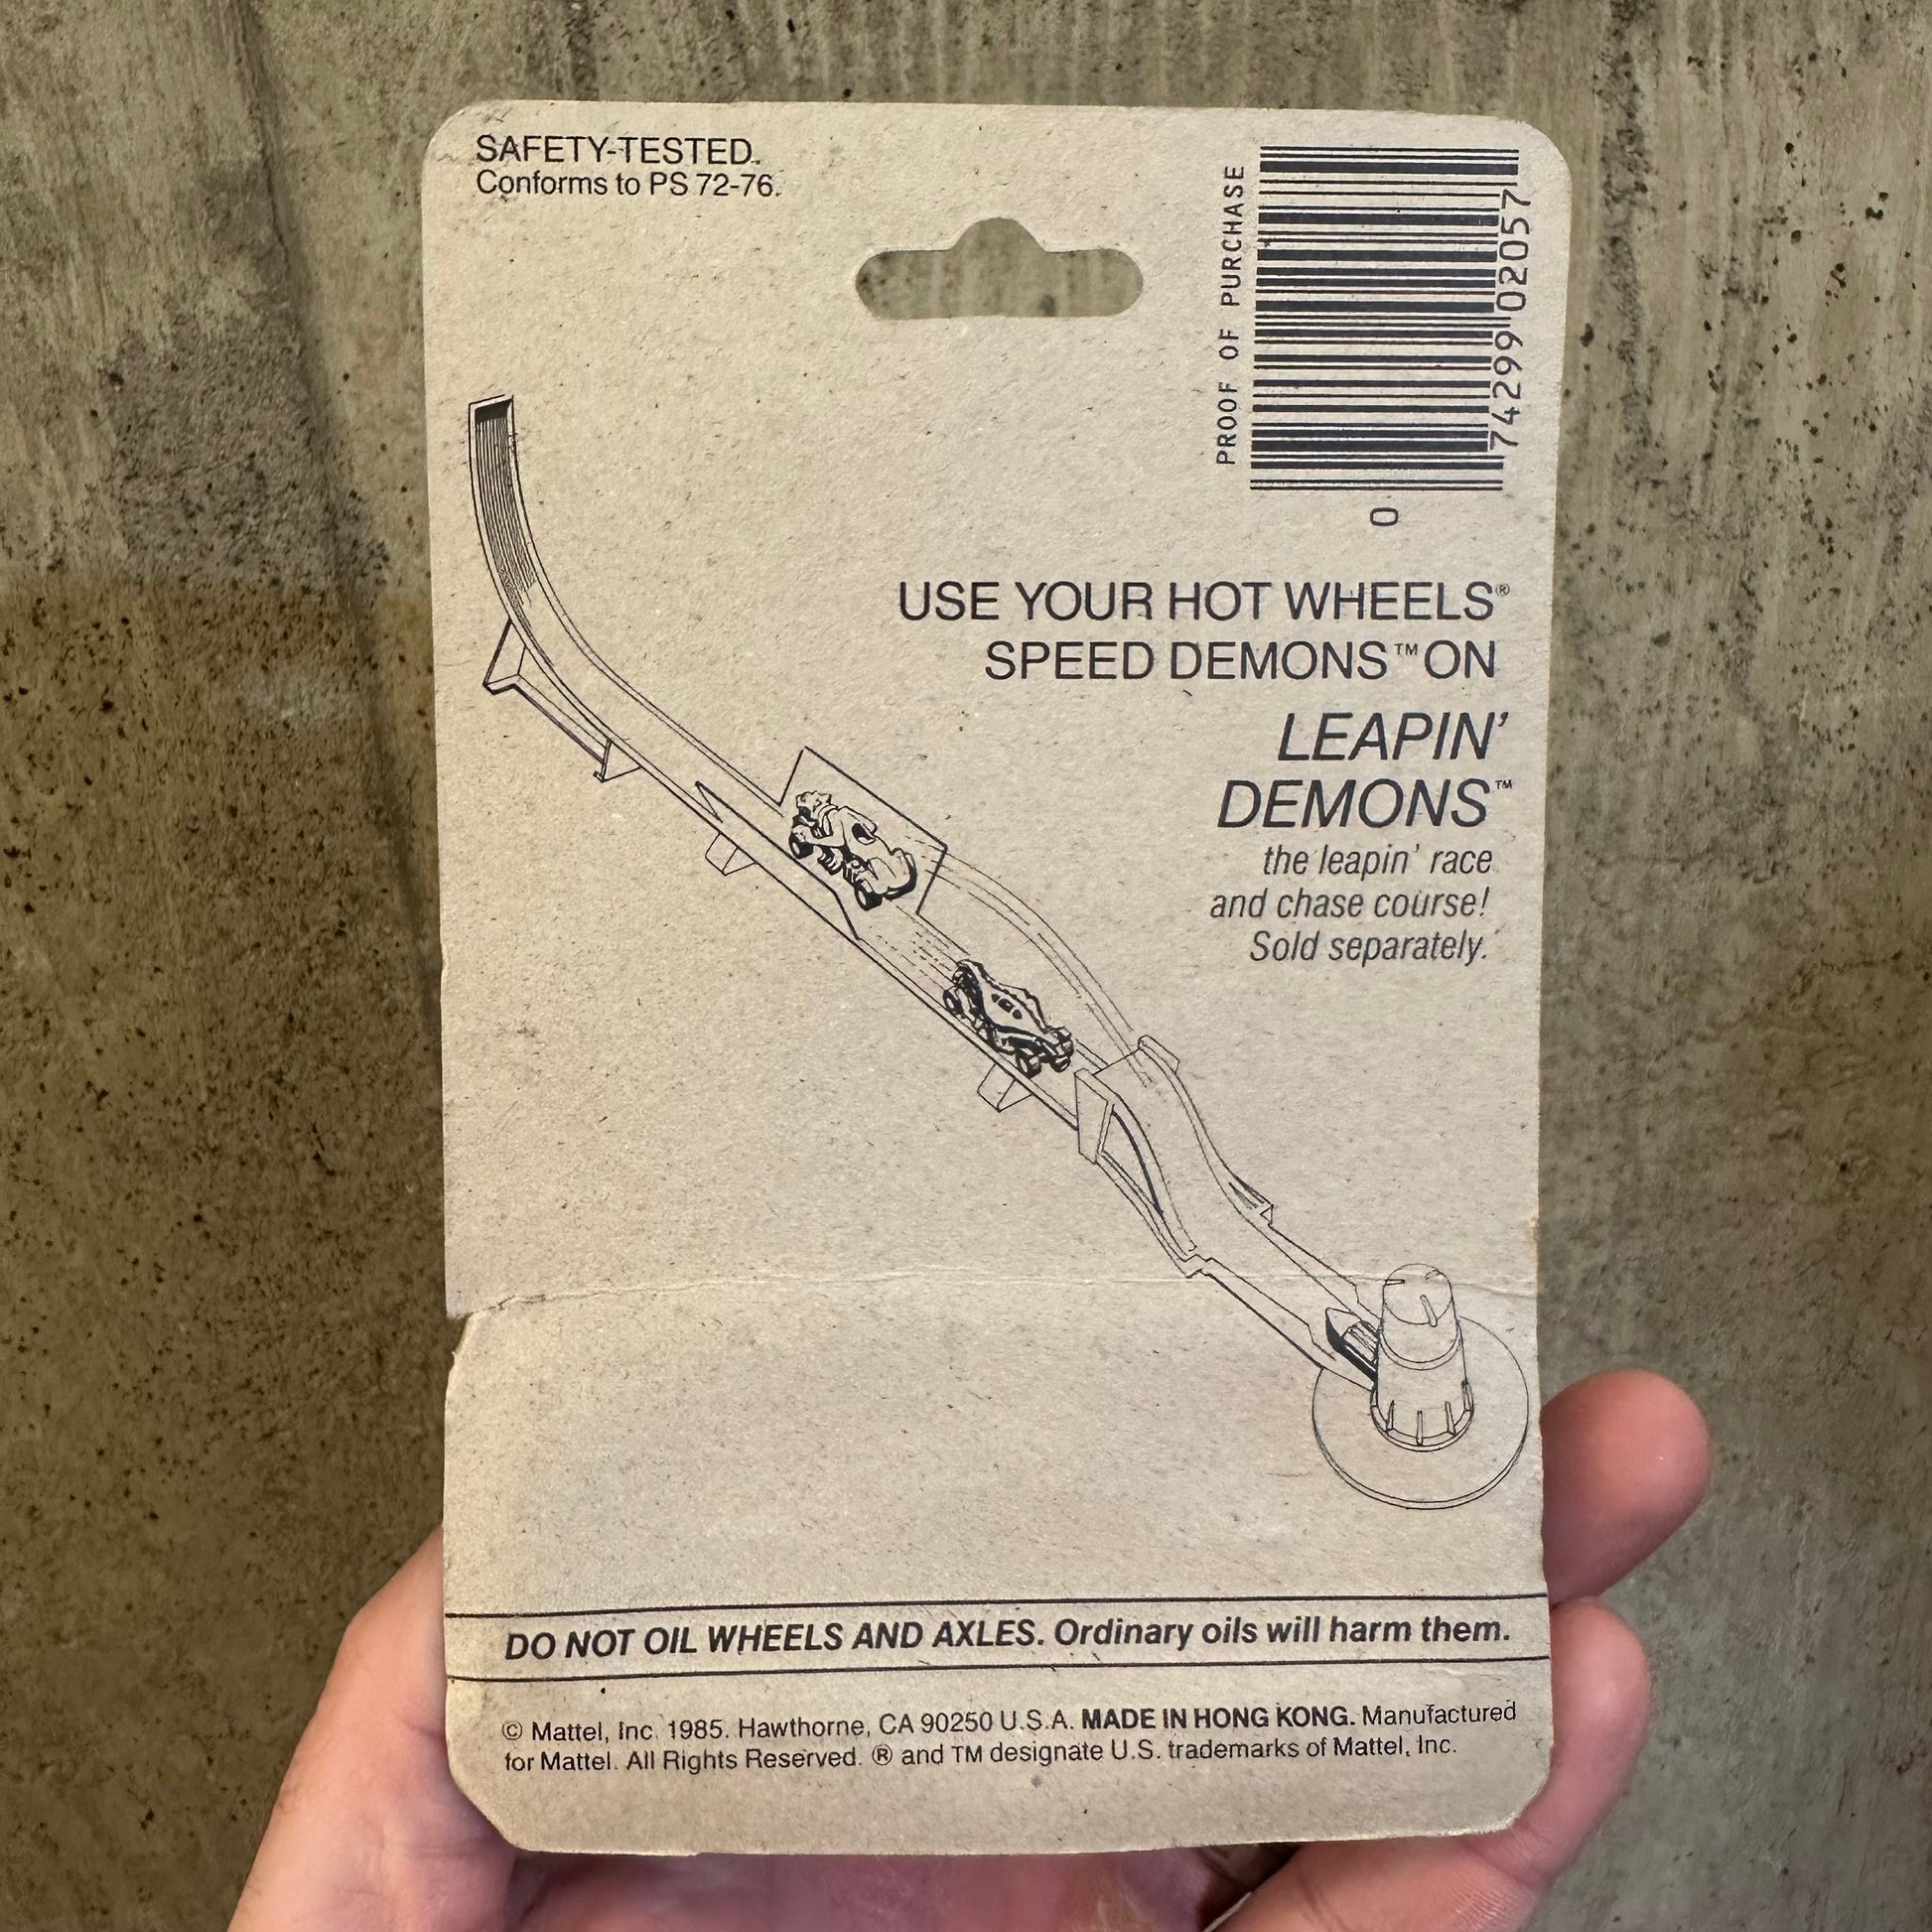 SAFETY-TESTED.
Conforms to PS 72-76.
PROOF OF PURCHASE
0
74299 02057
USE YOUR HOT WHEELS®
SPEED DEMONS™ ON
LEAPIN'
DEMONS™
the leapin' race
and chase course!
Sold separately.
DO NOT OIL WHEELS AND AXLES. Ordinary oils will harm them.
© Mattel, Inc. 1985. Hawthorne, CA 90250 U.S.A. MADE IN HONG KONG. Manufactured
for Mattel. All Rights Reserved. ® and TM designate U.S. trademarks of Mattel, Inc.